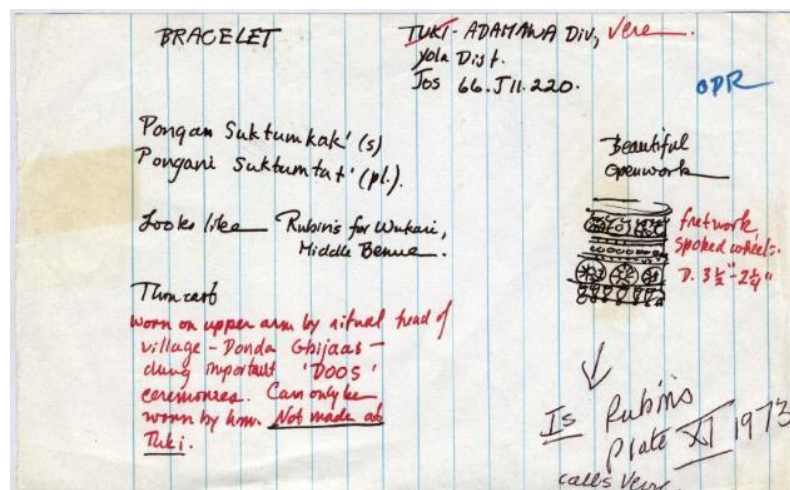 BRACELET
TUKI - ADAMAWA Div, Vere
Yola Dist.
Jos 66.J11.220.
OPR
Pongan Suktumkak' (s)
Pongani Suktumtat' (pl.).
Beautiful
Openwork
Looks like Rubin's for Wukari,
Middle Benue.
fretwork,
spoked wheels.
D. 3½"-2¼"
Thin cast
worn on upper arm by ritual head of
village - Donda Gbijaas -
during important 'DOOS'
ceremonies. Can only be
worn by him. Not made at
Tuki.
Is Rubin's
Plate XI 1973
calls Vere